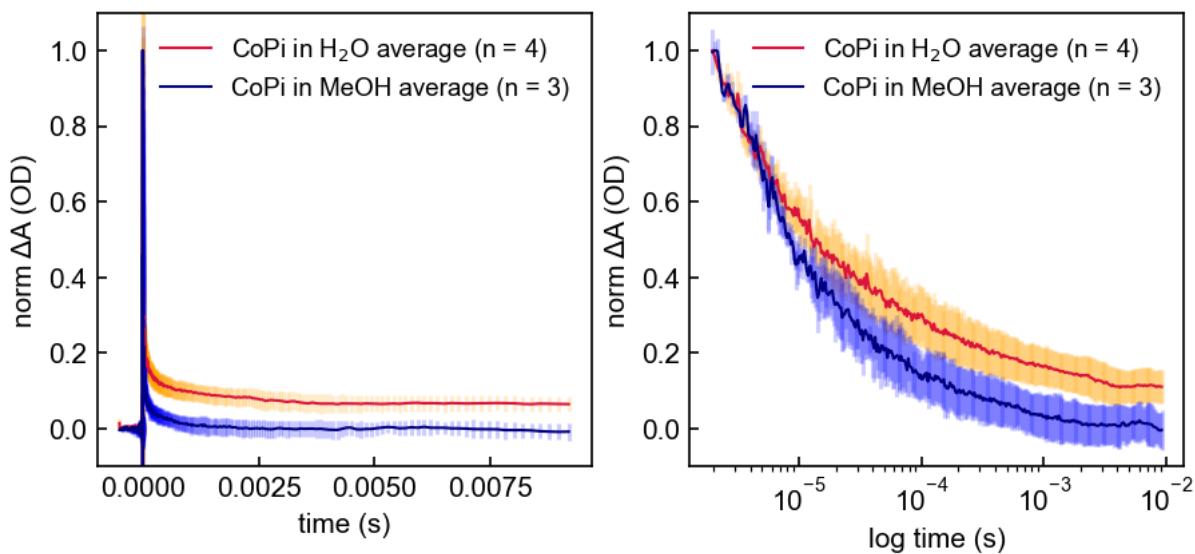 norm ΔA (OD)
1.0
0.8
0.6
0.4
0.2
0.0
CoPi in H₂O average (n = 4)
CoPi in MeOH average (n = 3)
0.0000 0.0025 0.0050 0.0075
time (s)
norm ΔA (OD)
1.0
0.8
0.6
0.4
0.2
0.0
CoPi in H₂O average (n = 4)
CoPi in MeOH average (n = 3)
10⁻⁵ 10⁻⁴ 10⁻³ 10⁻²
log time (s)